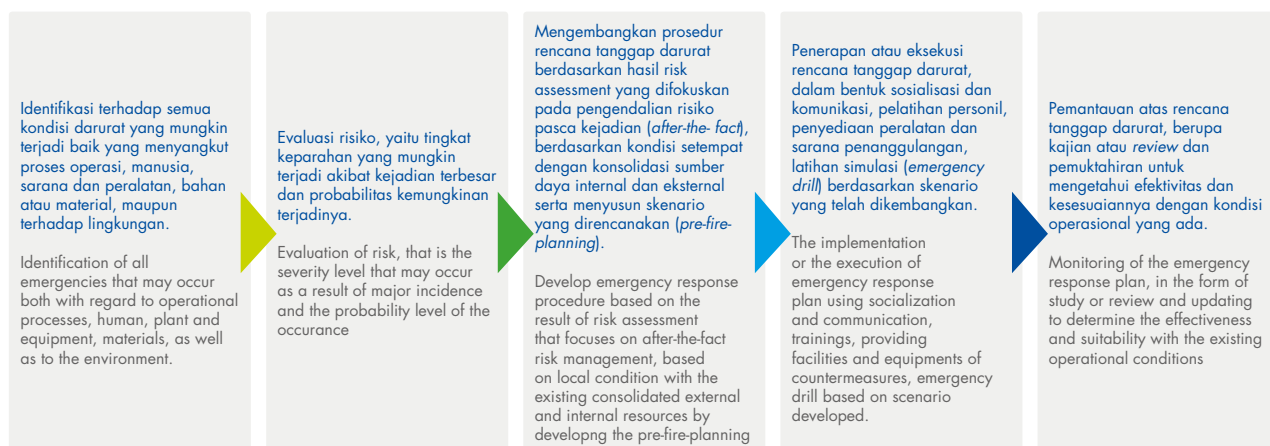 Identifikasi terhadap semua
kondisi darurat yang mungkin
terjadi baik yang menyangkut
proses operasi, manusia,
sarana dan peralatan, bahan
atau material, maupun
terhadap lingkungan.
Identification of all
emergencies that may occur
both with regard to operational
processes, human, plant and
equipment, materials, as well
as to the environment.
Evaluasi risiko, yaitu tingkat
keparahan yang mungkin
terjadi akibat kejadian terbesar
dan probabilitas kemungkinan
terjadinya.
Evaluation of risk, that is the
severity level that may occur
as a result of major incidence
and the probability level of the
occurance
Mengembangkan prosedur
rencana tanggap darurat
berdasarkan hasil risk
assessment yang difokuskan
pada pengendalian risiko
pasca kejadian (after-the- fact),
berdasarkan kondisi setempat
dengan konsolidasi sumber
daya internal dan eksternal
serta menyusun skenario
yang direncanakan (pre-fire-
planning).
Develop emergency response
procedure based on the
result of risk assessment
that focuses on after-the-fact
risk management, based
on local condition with the
existing consolidated external
and internal resources by
developng the pre-fire-planning
Penerapan atau eksekusi
rencana tanggap darurat,
dalam bentuk sosialisasi dan
komunikasi, pelatihan personil,
penyediaan peralatan dan
sarana penanggulangan,
latihan simulasi (emergency
drill) berdasarkan skenario
yang telah dikembangkan.
The implementation
or the execution of
emergency response
plan using socialization
and communication,
trainings, providing
facilities and equipments of
countermeasures, emergency
drill based on scenario
developed.
Pemantauan atas rencana
tanggap darurat, berupa
kajian atau review dan
pemuktahiran untuk
mengetahui efektivitas dan
kesesuaiannya dengan kondisi
operasional yang ada.
Monitoring of the emergency
response plan, in the form of
study or review and updating
to determine the effectiveness
and suitability with the existing
operational conditions